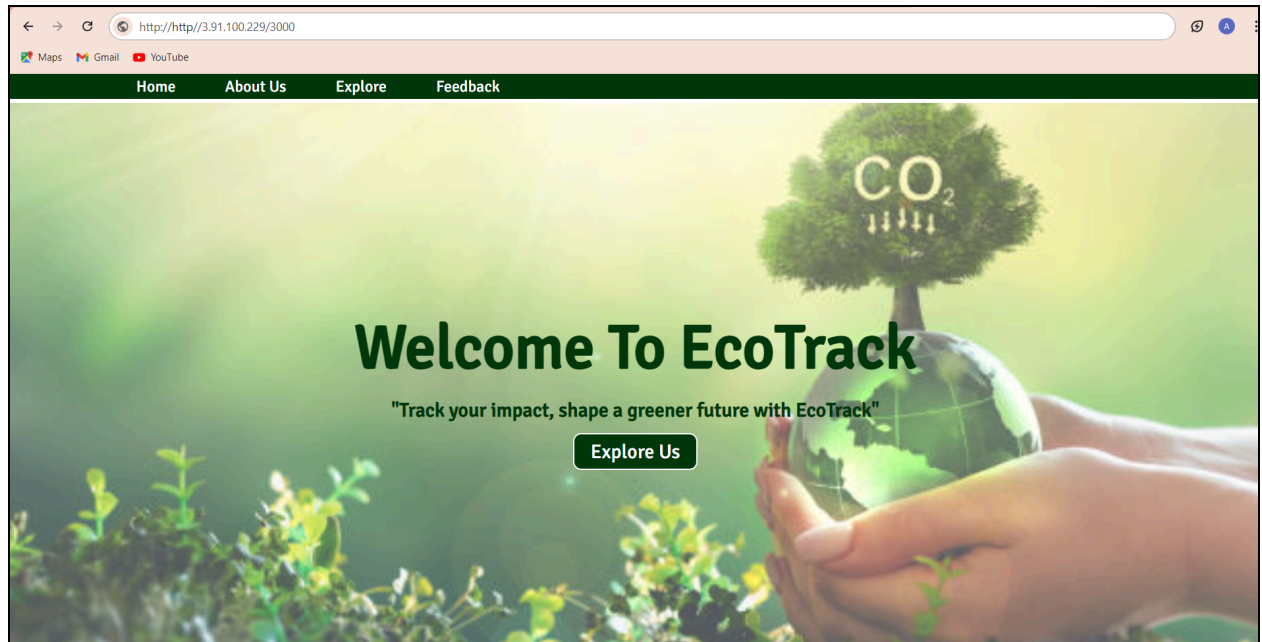 http://http//3.91.100.229/3000
A
Maps Gmail YouTube
Home About Us Explore Feedback
CO₂
Welcome To EcoTrack
"Track your impact, shape a greener future with EcoTrack"
Explore Us